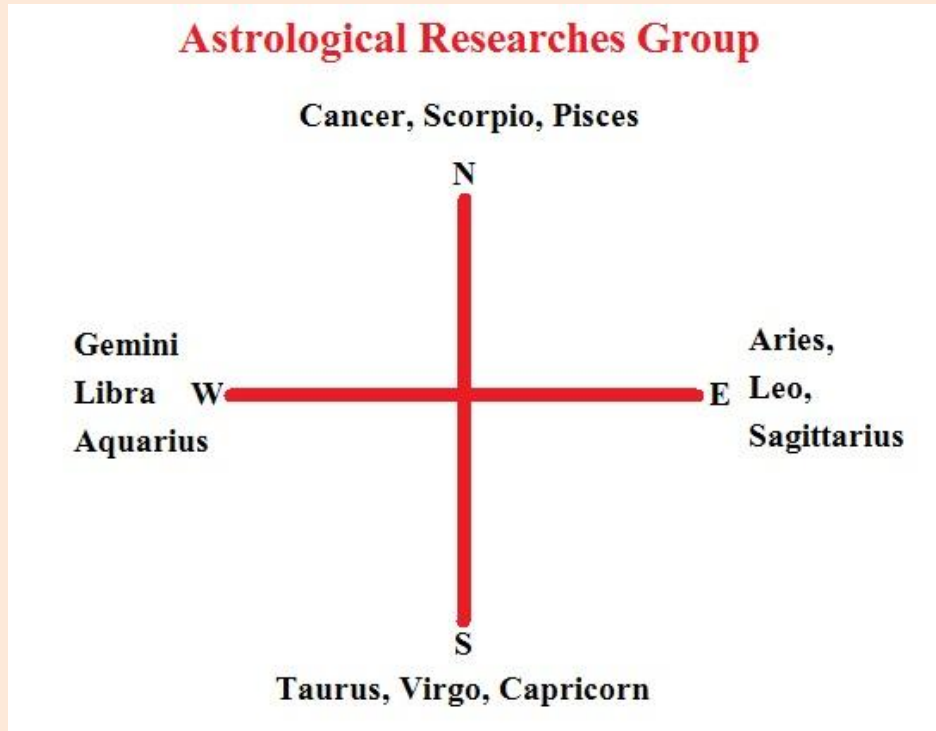 Astrological Researches Group
Cancer, Scorpio, Pisces
N
Gemini
Libra W
Aquarius
E
Aries,
Leo,
Sagittarius
S
Taurus, Virgo, Capricorn